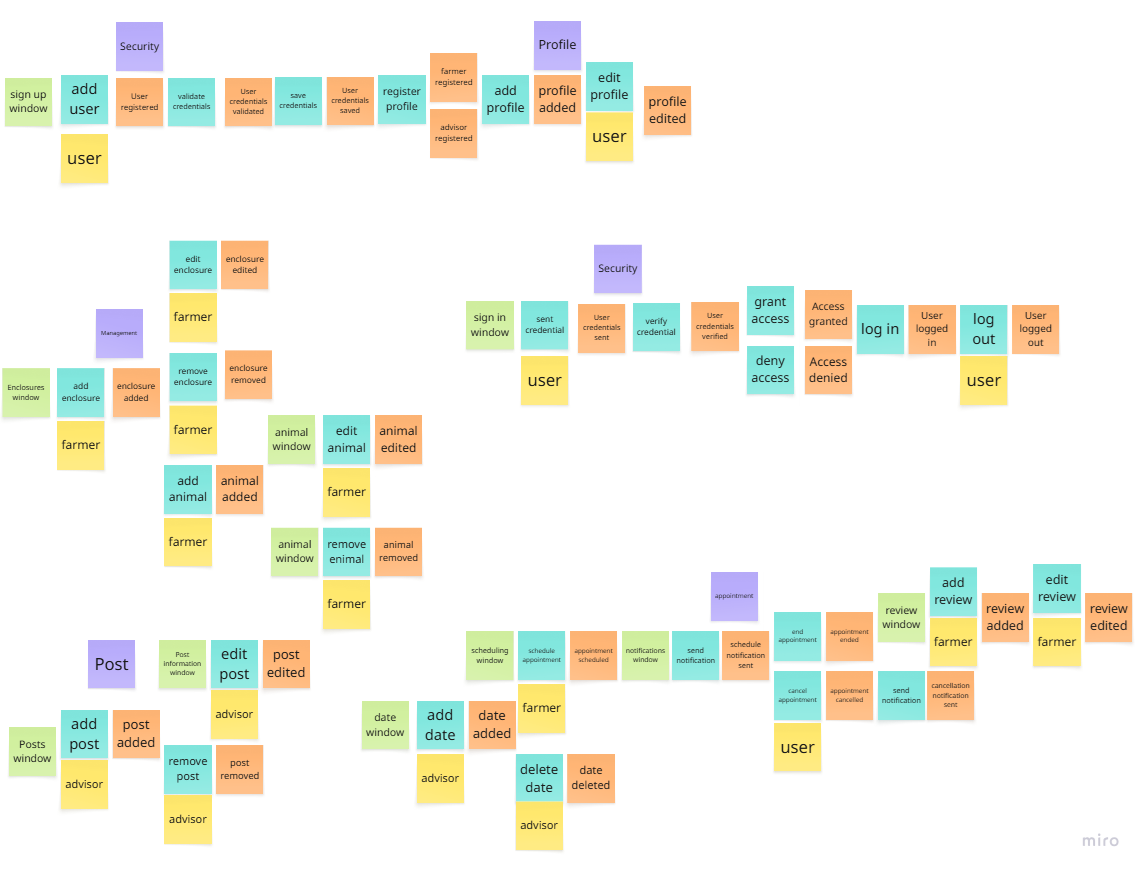 Security
Profile
sign up
window
add
user
User
registered
validate
credentials
User
credentials
validated
save
credentials
User
credentials
saved
register
profile
farmer
registered
advisor
registered
add
profile
profile
added
edit
profile
profile
edited
user
user
Management
edit
enclosure
enclosure
edited
farmer
remove
enclosure
enclosure
removed
farmer
Enclosures
window
add
enclosure
enclosure
added
farmer
add
animal
animal
added
farmer
animal
window
edit
animal
animal
edited
farmer
animal
window
remove
enimal
animal
removed
farmer
Security
sign in
window
sent
credential
User
credentials
sent
verify
credential
User
credentials
verified
grant
access
Access
granted
deny
access
Access
denied
log in
User
logged
in
log
out
User
logged
out
user
user
Post
Post
information
window
edit
post
post
edited
advisor
Posts
window
add
post
post
added
advisor
remove
post
post
removed
advisor
appointment
scheduling
window
schedule
appointment
appointment
scheduled
farmer
notifications
window
send
notification
schedule
notification
sent
end
appointment
appointment
ended
review
window
add
review
review
added
farmer
edit
review
review
edited
farmer
cancel
appointment
appointment
cancelled
send
notification
cancellation
notification
sent
user
date
window
add
date
date
added
advisor
delete
date
date
deleted
advisor
miro